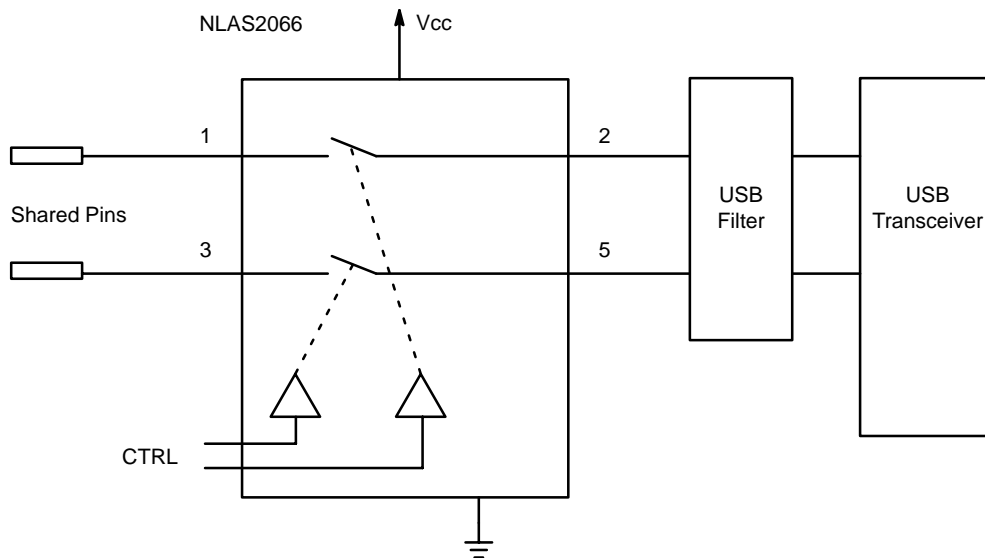 NLAS2066
Vcc
1
2
Shared Pins
3
5
USB
Filter
USB
Transceiver
CTRL